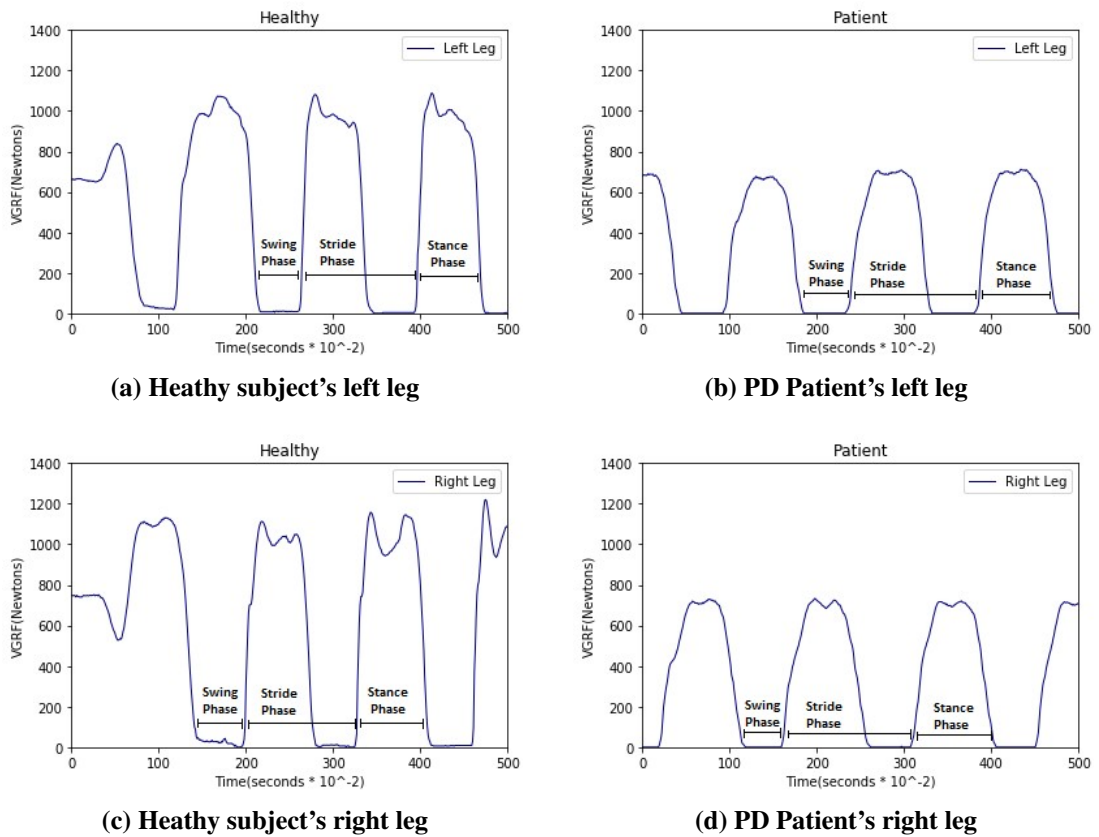 Healthy
Left Leg
VGRF(Newtons)
1400
1200
1000
800
600
400
200
0
Swing
Phase
Stride
Phase
Stance
Phase
0 100 200 300 400 500
Time(seconds * 10^-2)
(a) Heathy subject's left leg
Patient
Left Leg
VGRF(Newtons)
1400
1200
1000
800
600
400
200
0
Swing
Phase
Stride
Phase
Stance
Phase
0 100 200 300 400 500
Time(seconds * 10^-2)
(b) PD Patient's left leg
Healthy
Right Leg
VGRF(Newtons)
1400
1200
1000
800
600
400
200
0
Swing
Phase
Stride
Phase
Stance
Phase
0 100 200 300 400 500
Time(seconds * 10^-2)
(c) Heathy subject's right leg
Patient
Right Leg
VGRF(Newtons)
1400
1200
1000
800
600
400
200
0
Swing
Phase
Stride
Phase
Stance
Phase
0 100 200 300 400 500
Time(seconds * 10^-2)
(d) PD Patient's right leg